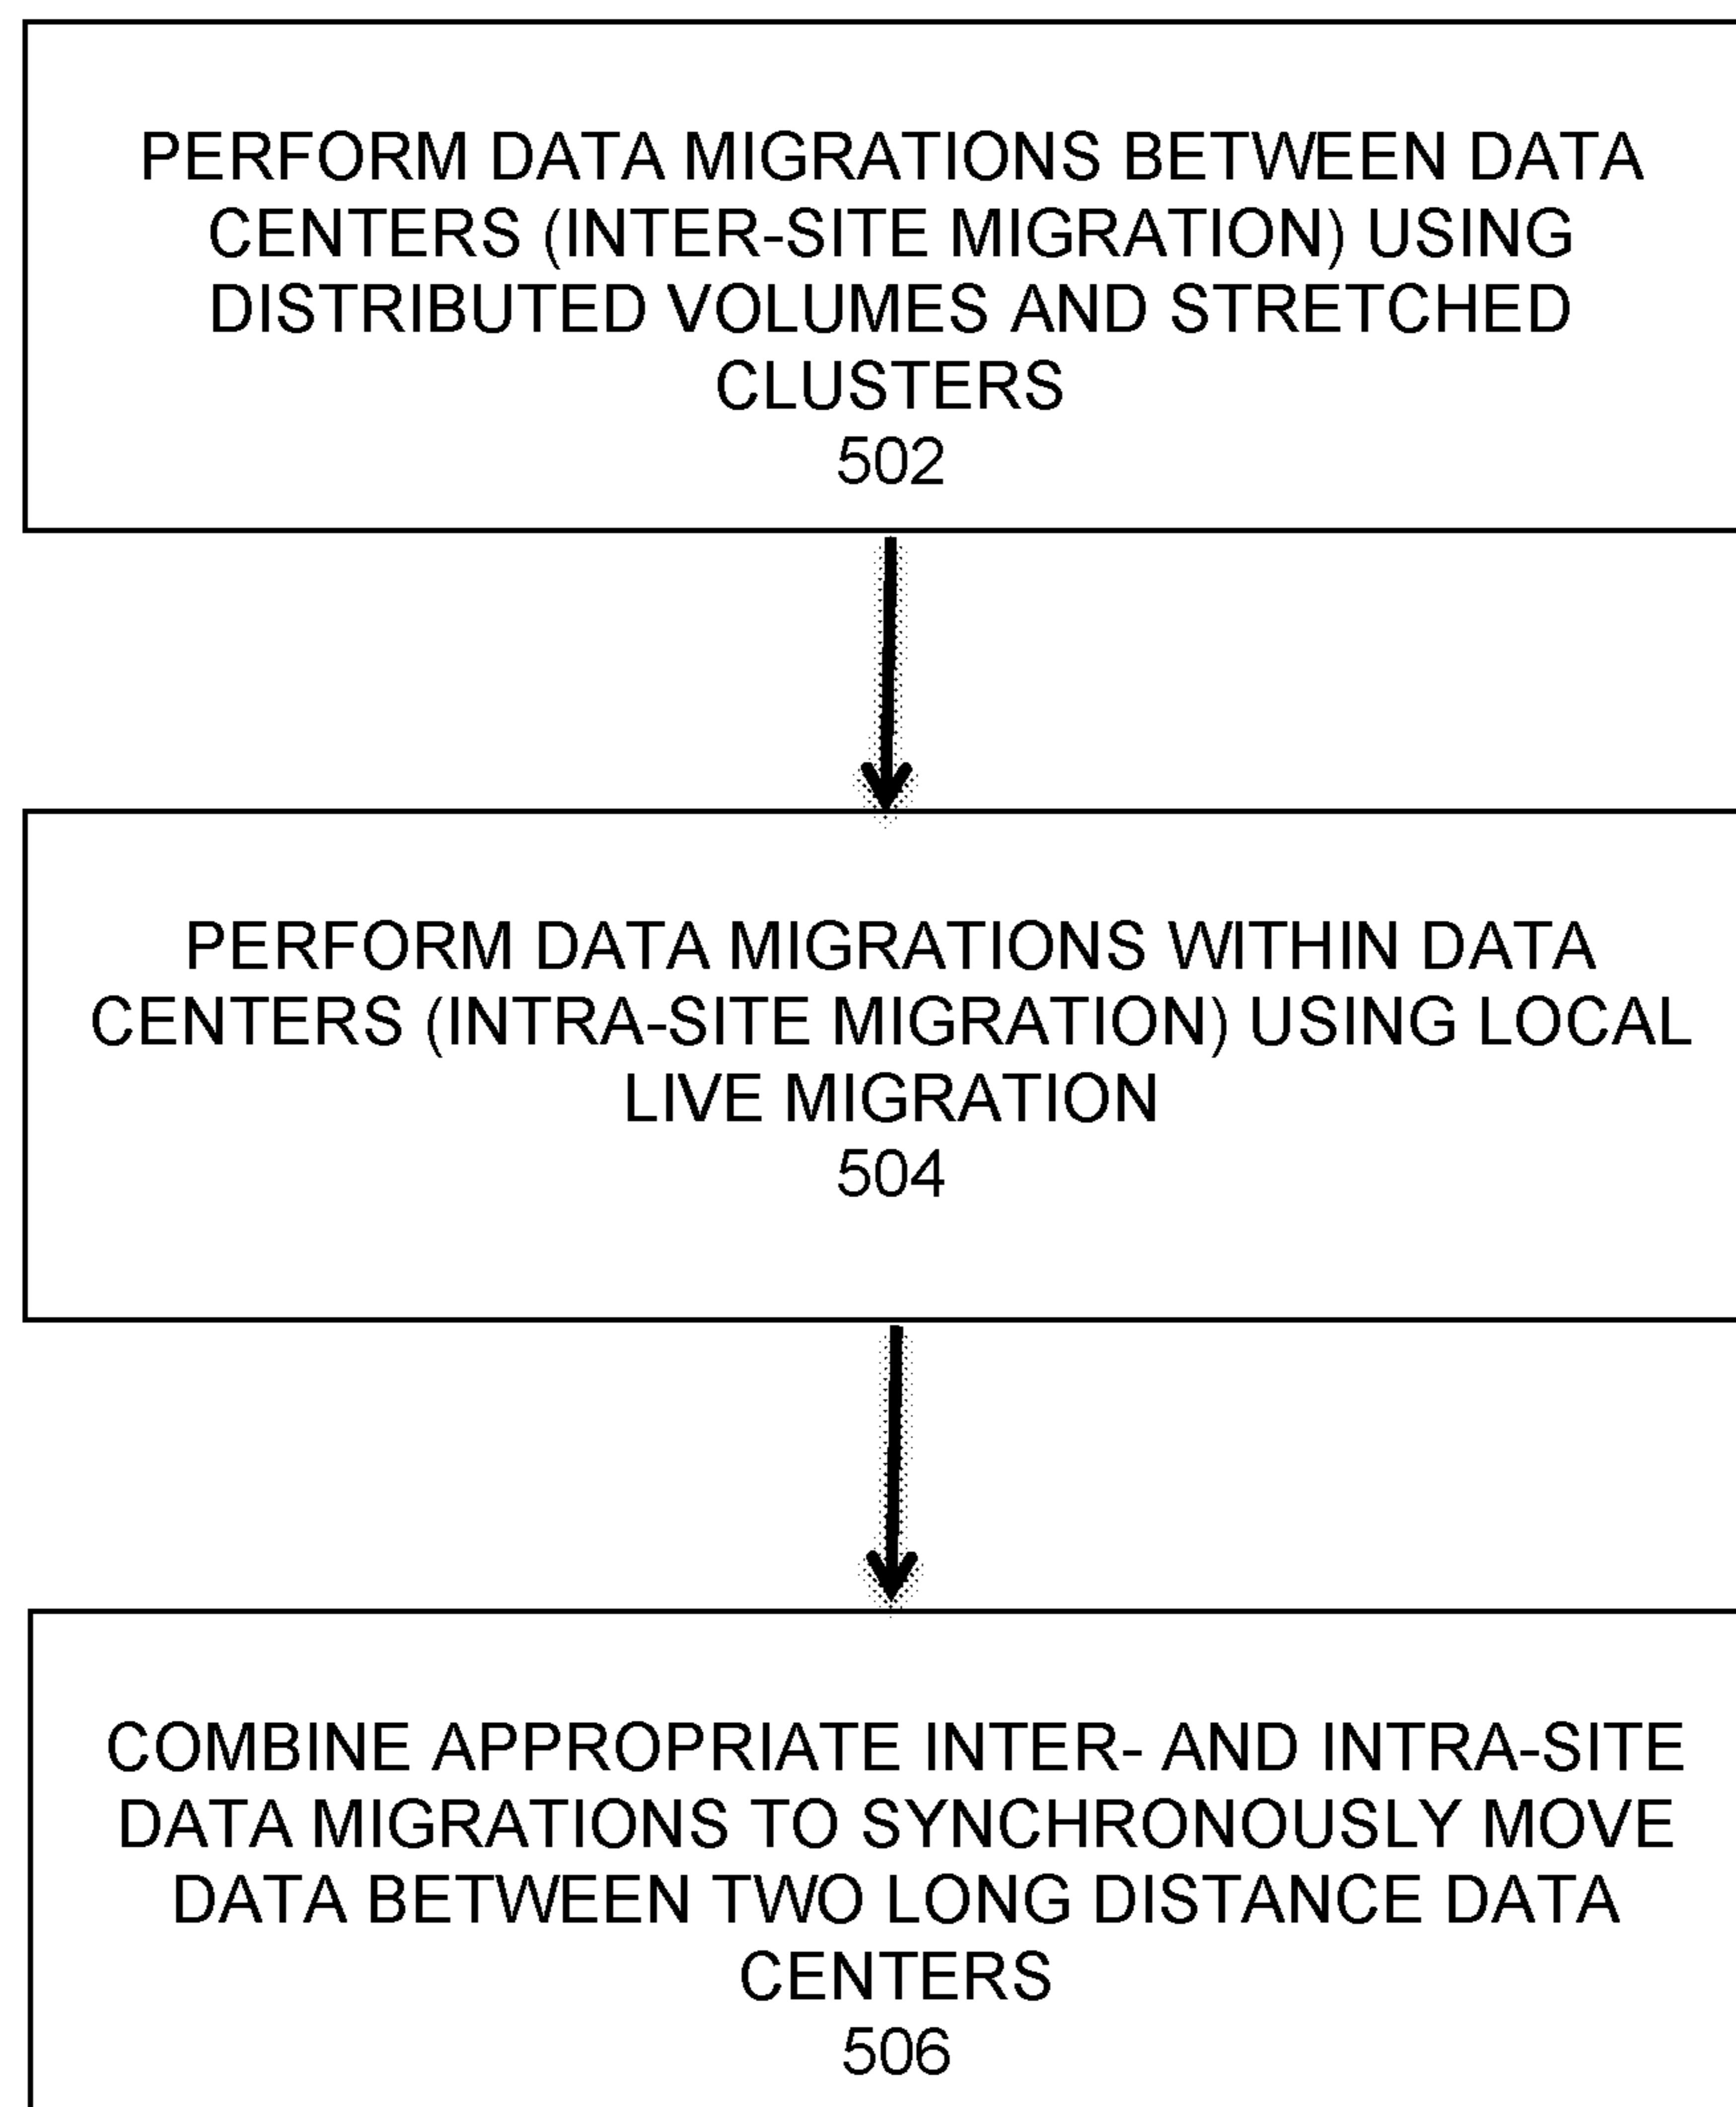 PERFORM DATA MIGRATIONS BETWEEN DATA
CENTERS (INTER-SITE MIGRATION) USING
DISTRIBUTED VOLUMES AND STRETCHED
CLUSTERS
502
PERFORM DATA MIGRATIONS WITHIN DATA
CENTERS (INTRA-SITE MIGRATION) USING LOCAL
LIVE MIGRATION
504
COMBINE APPROPRIATE INTER- AND INTRA-SITE
DATA MIGRATIONS TO SYNCHRONOUSLY MOVE
DATA BETWEEN TWO LONG DISTANCE DATA
CENTERS
506